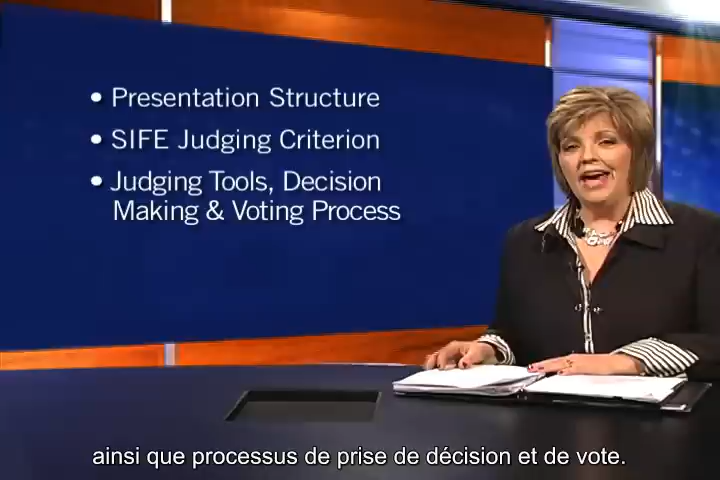 • Presentation Structure
• SIFE Judging Criterion
• Judging Tools, Decision
Making & Voting Process
ainsi que processus de prise de décision et de vote.